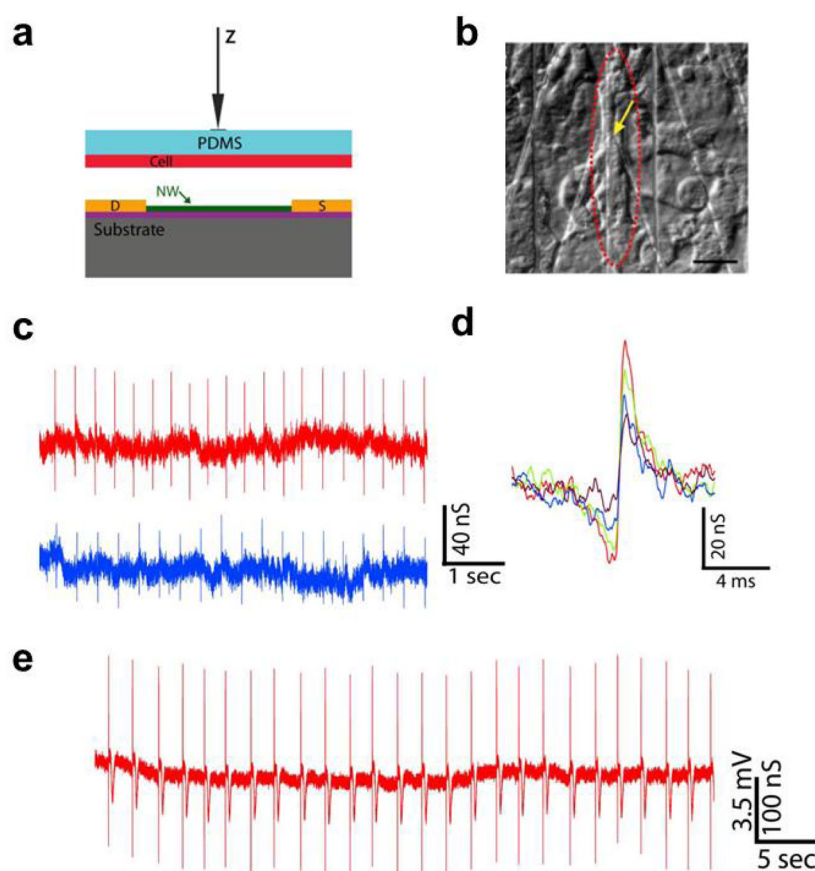 a
z
PDMS
Cell
NW
D
S
Substrate
b
c
40 nS
1 sec
d
20 nS
4 ms
e
3.5 mV
100 nS
5 sec